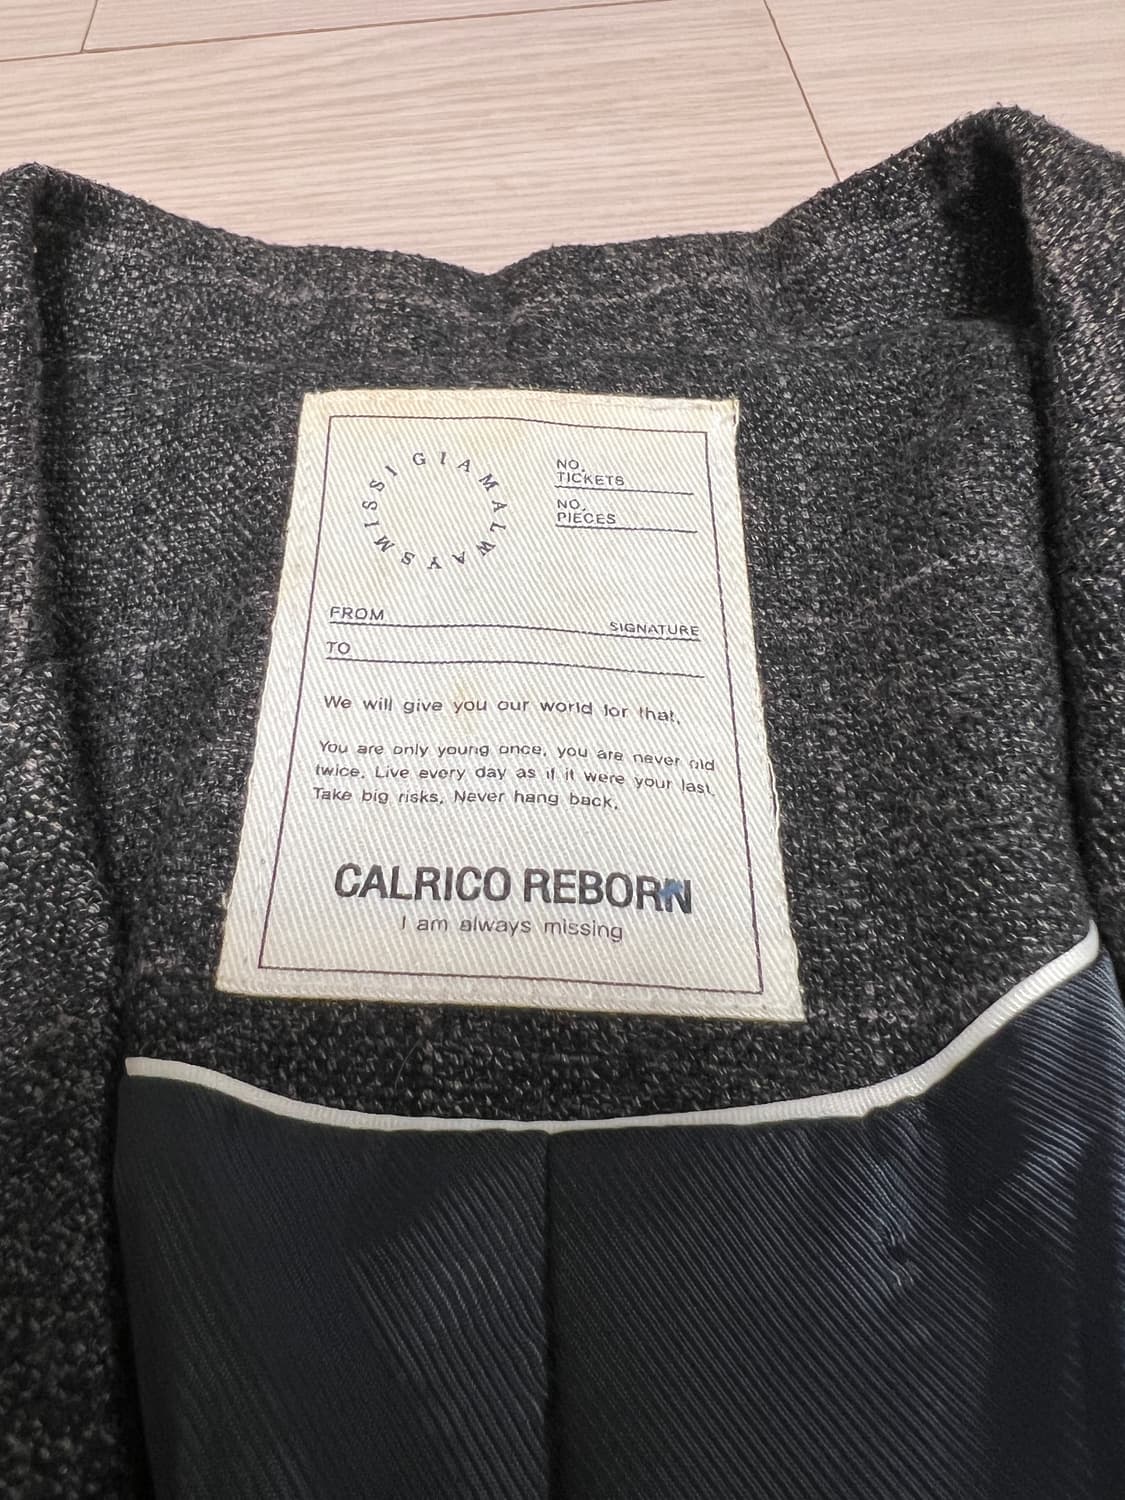 I A M A L W A Y S M I S S I G
NO.
TICKETS
NO.
PIECES
FROM
SIGNATURE
TO
We will give you our world for that.
You are only young once, you are never old
twice. Live every day as if it were your last.
Take big risks. Never hang back.
CALRICO REBORN
I am always missing